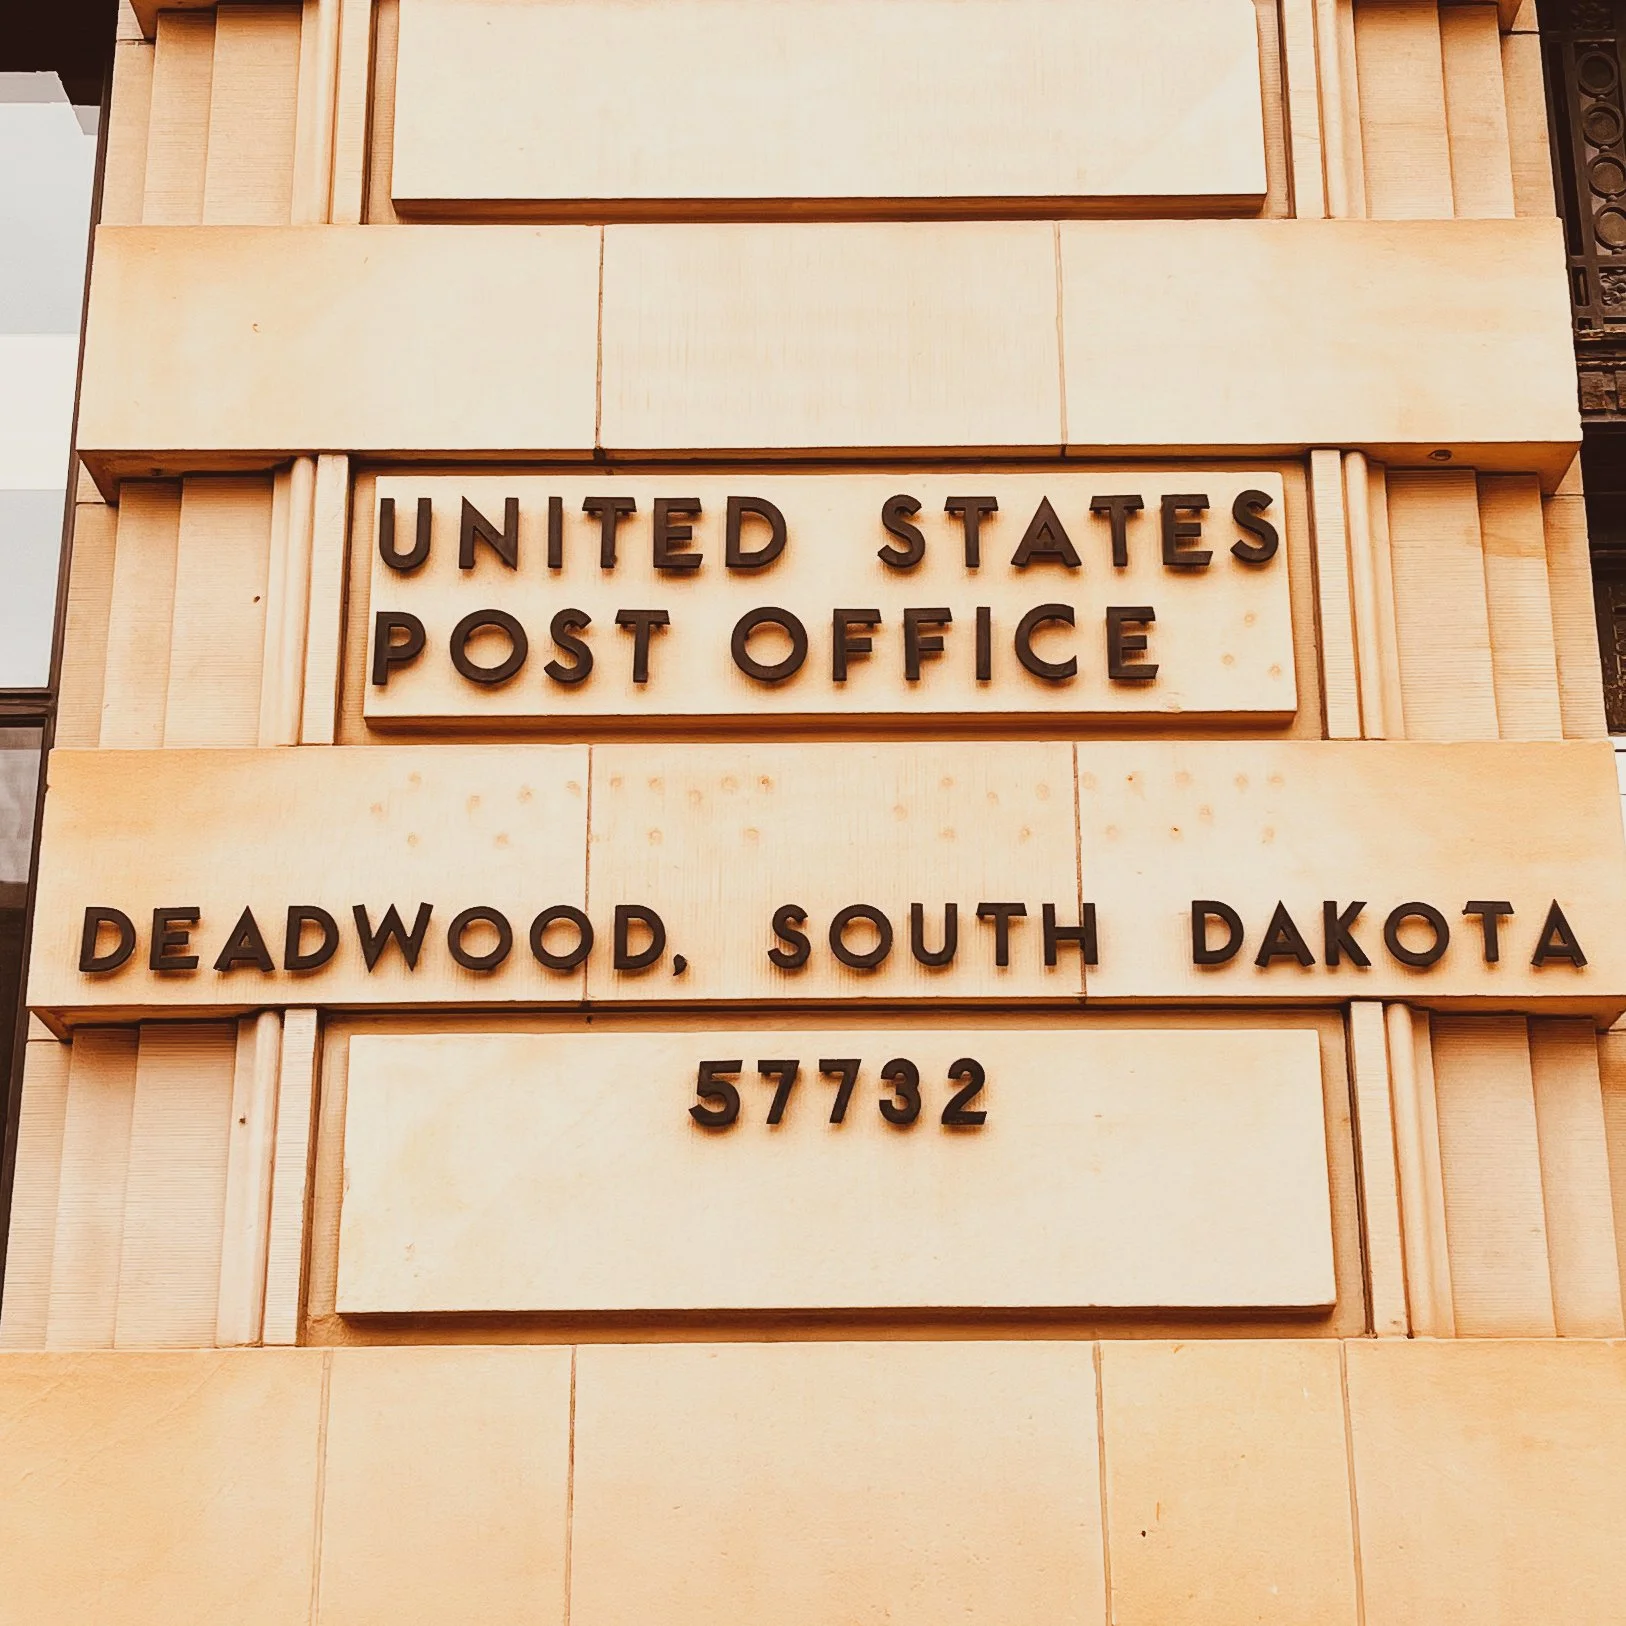 UNITED STATES
POST OFFICE
DEADWOOD, SOUTH DAKOTA
57732